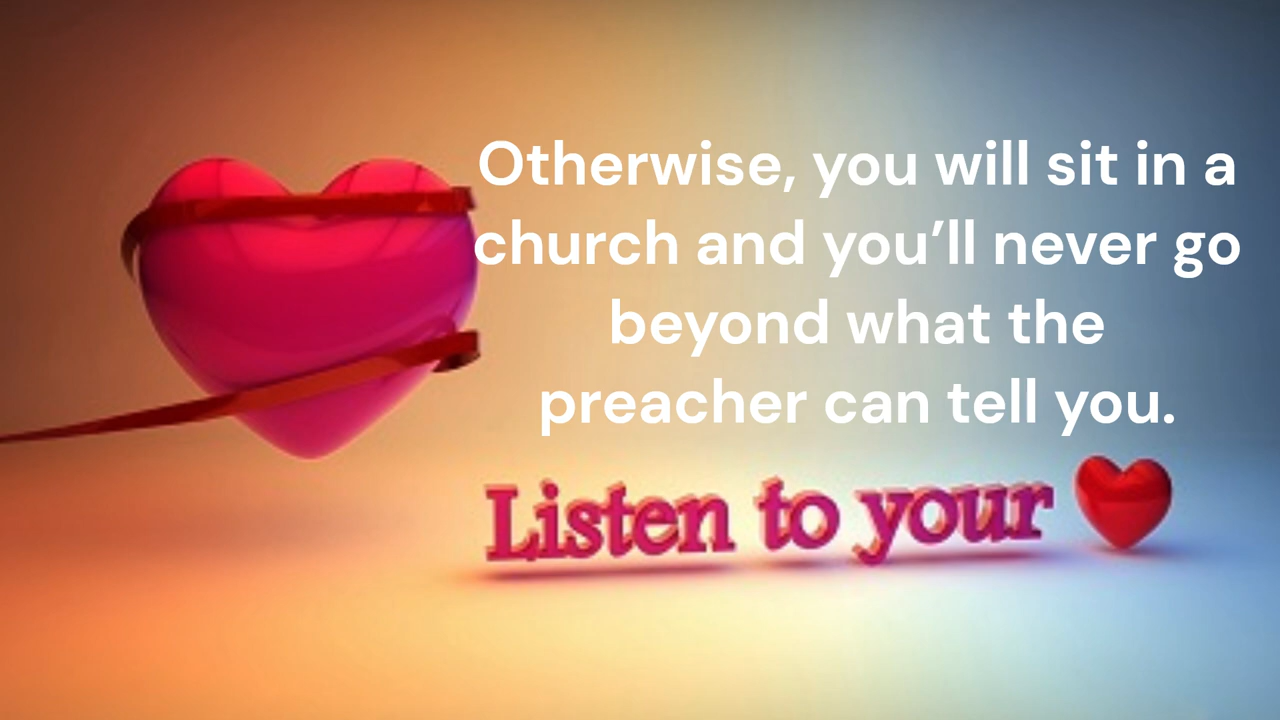 Otherwise, you will sit in a
church and you’ll never go
beyond what the
preacher can tell you.
Listen to your